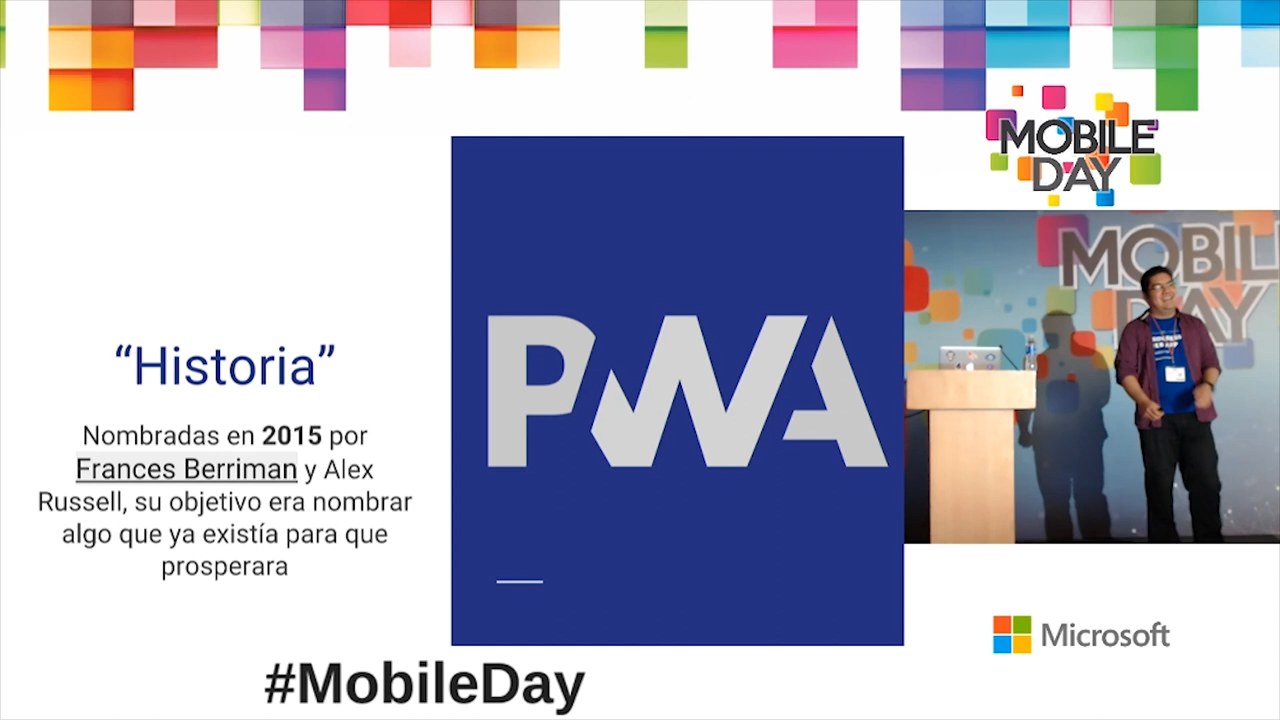 MOBILE
DAY
MOBIL
DAY
“Historia”
Nombradas en 2015 por
Frances Berriman y Alex
Russell, su objetivo era nombrar
algo que ya existía para que
prosperara
PWA
Microsoft
#MobileDay